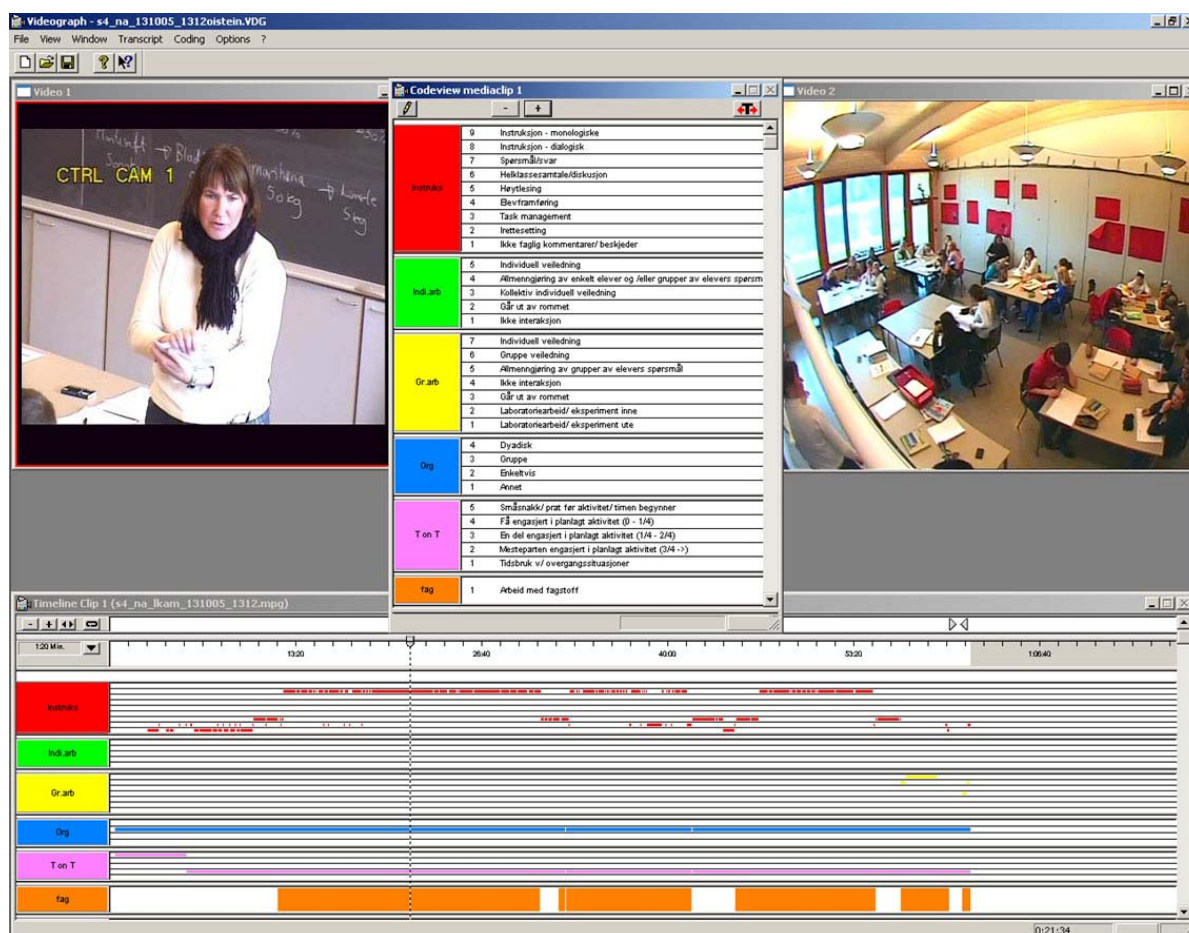 Videograph - s4_na_131005_1312oistein.VDG
File View Window Transcript Coding Options ?
Video 1
Codeview mediaclip 1
Video 2
CTRL CAM 1
50kg
5kg
- +
T
Instruks
9 Instruksjon - monologiske
8 Instruksjon - dialogisk
7 Spørsmål/svar
6 Helklassesamtale/diskusjon
5 Høytlesing
4 Elevframføring
3 Task management
2 Irettesetting
1 Ikke faglig kommentarer/ beskjeder
Indi.arb
5 Individuell veiledning
4 Allmenngjøring av enkelt elever og /eller grupper av elevers spørsm
3 Kollektiv individuell veiledning
2 Går ut av rommet
1 Ikke interaksjon
Gr.arb
7 Individuell veiledning
6 Gruppe veiledning
5 Allmenngjøring av grupper av elevers spørsmål
4 Ikke interaksjon
3 Går ut av rommet
2 Laboratoriearbeid/ eksperiment inne
1 Laboratoriearbeid/ eksperiment ute
Org
4 Dyadisk
3 Gruppe
2 Enkeltvis
1 Annet
T on T
5 Småsnakk/ prat før aktivitet/ timen begynner
4 Få engasjert i planlagt aktivitet (0 - 1/4)
3 En del engasjert i planlagt aktivitet (1/4 - 2/4)
2 Mesteparten engasjert i planlagt aktivitet (3/4 ->)
1 Tidsbruk v/ overgangssituasjoner
fag
1 Arbeid med fagstoff
Timeline Clip 1 (s4_na_lkam_131005_1312.mpg)
- +
1:20 Min.
13:20 26:40 40:00 53:20 1:06:40
Instruks
Indi.arb
Gr.arb
Org
T on T
fag
0:21:34